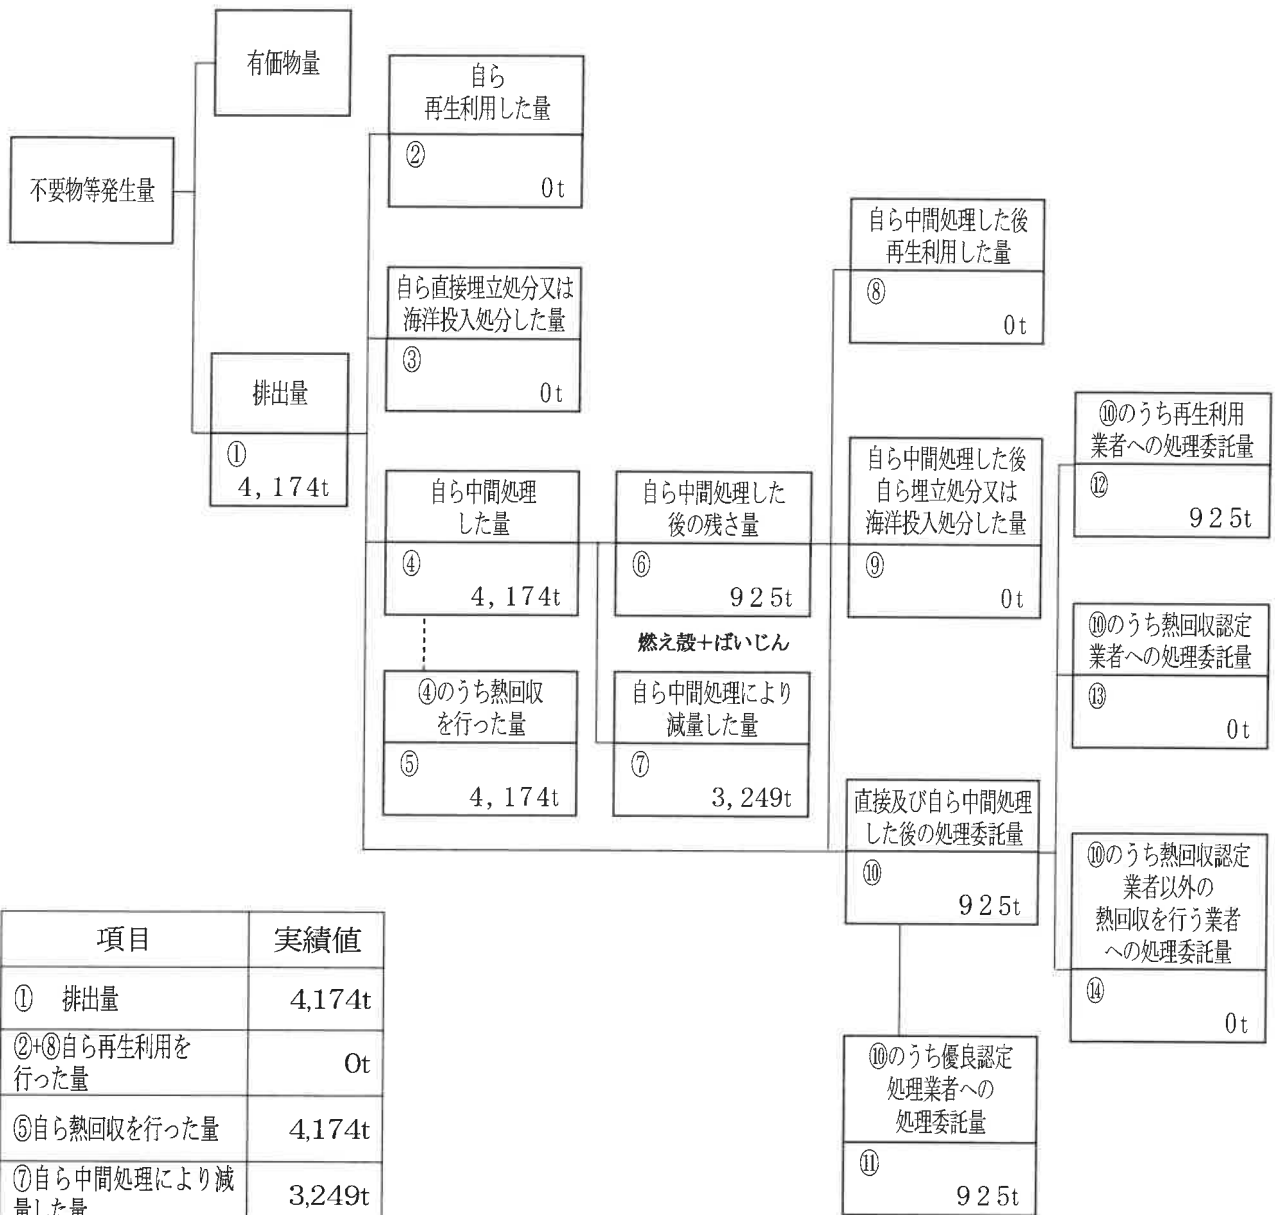 有価物量
不要物等発生量
排出量
①
4,174t
自ら
再生利用した量
②
0t
自ら直接埋立処分又は
海洋投入処分した量
③
0t
自ら中間処理
した量
④
4,174t
④のうち熱回収
を行った量
⑤
4,174t
自ら中間処理した
後の残さ量
⑥
925t
燃え殻+ばいじん
自ら中間処理により
減量した量
⑦
3,249t
自ら中間処理した後
再生利用した量
⑧
0t
自ら中間処理した後
自ら埋立処分又は
海洋投入処分した量
⑨
0t
直接及び自ら中間処理
した後の処理委託量
⑩
925t
⑩のうち優良認定
処理業者への
処理委託量
⑪
925t
⑩のうち再生利用
業者への処理委託量
⑫
925t
⑩のうち熱回収認定
業者への処理委託量
⑬
0t
⑩のうち熱回収認定
業者以外の
熱回収を行う業者
への処理委託量
⑭
0t
項目 実績値
① 排出量 4,174t
②+⑧自ら再生利用を
行った量 0t
⑤自ら熱回収を行った量 4,174t
⑦自ら中間処理により減
量した量 3,249t